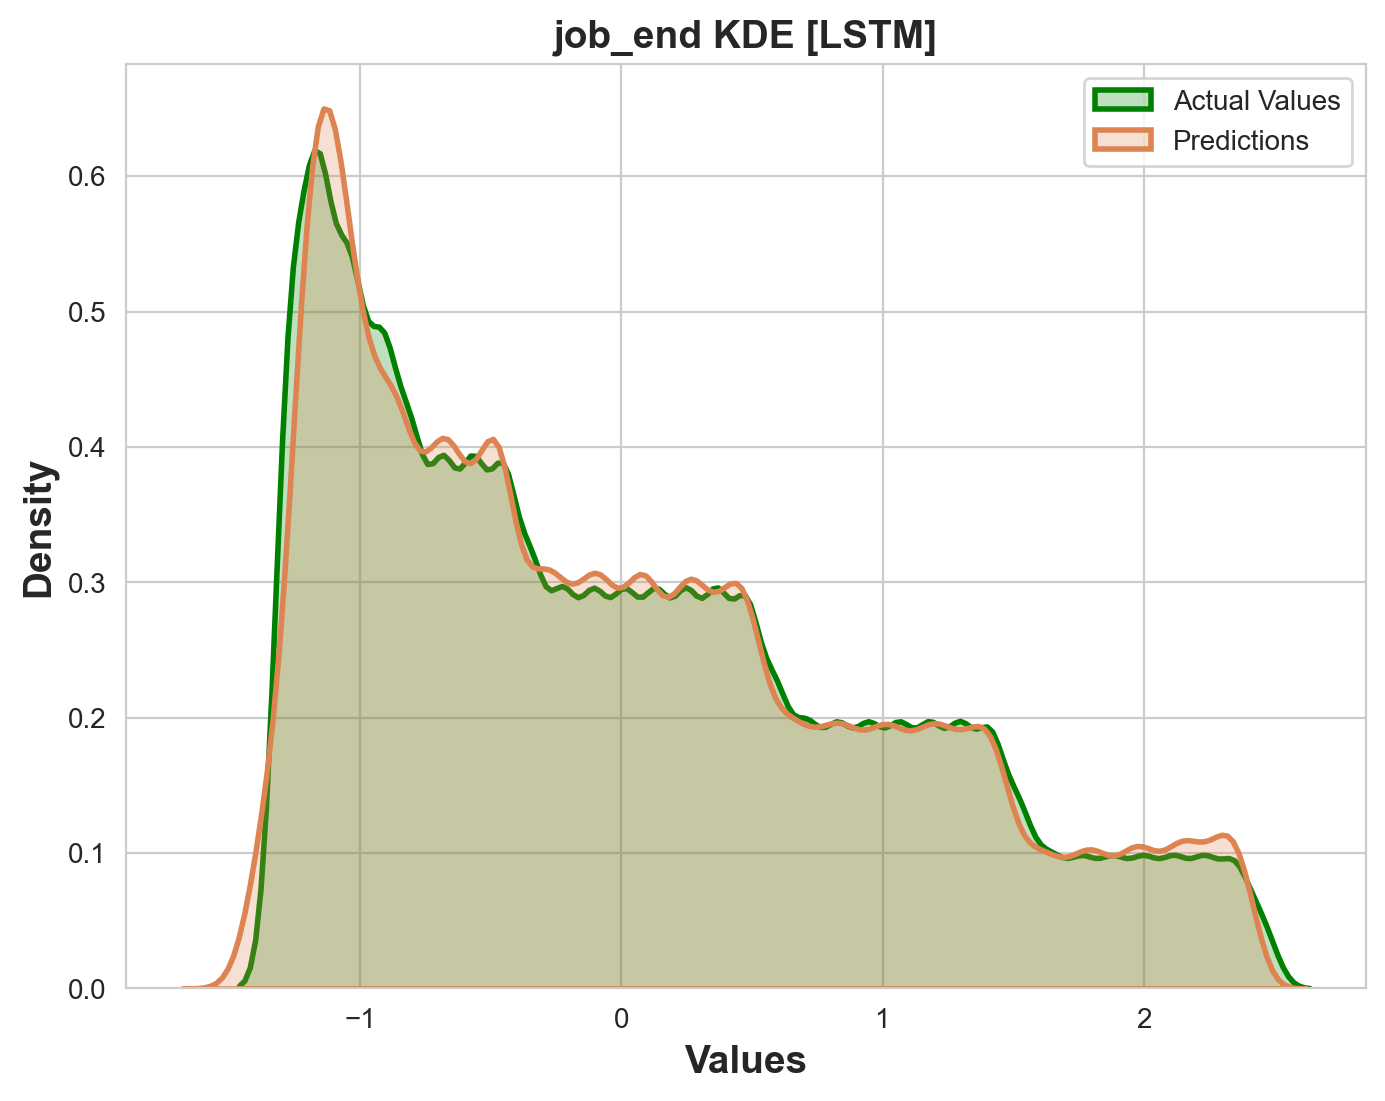 job_end KDE [LSTM]
Actual Values
Predictions
Density
0.6
0.5
0.4
0.3
0.2
0.1
0.0
−1
0
1
2
Values